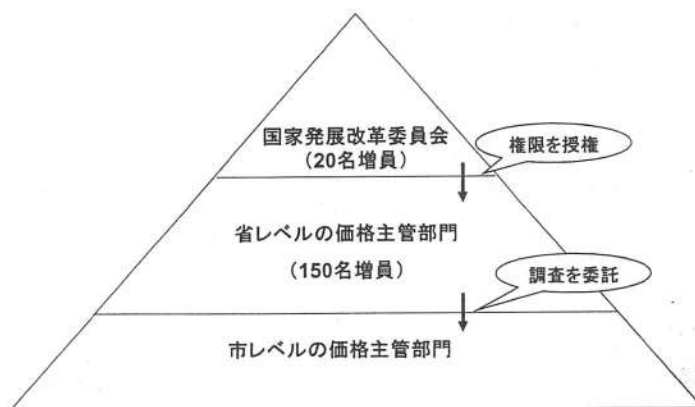 国家発展改革委員会
（20名増員）
権限を授権
省レベルの価格主管部門
（150名増員）
調査を委託
市レベルの価格主管部門